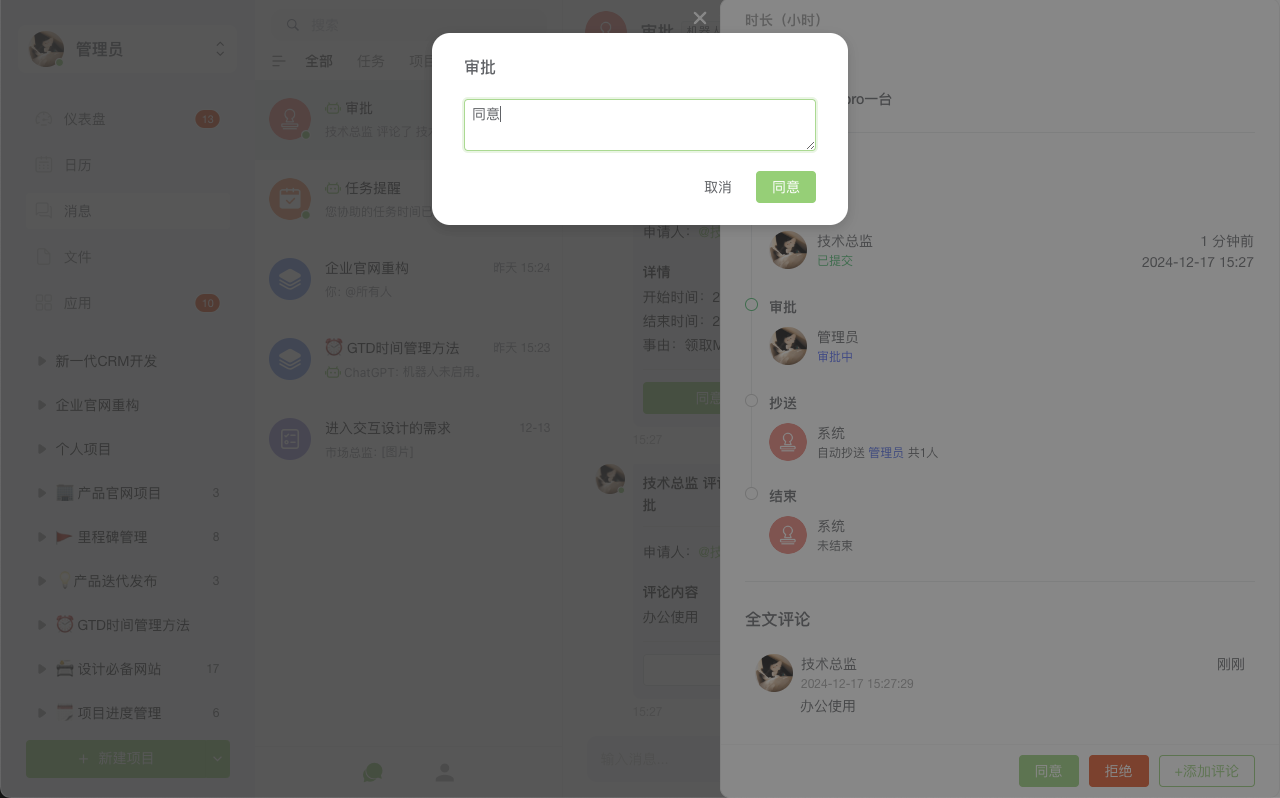 管理员
仪表盘
13
日历
消息
文件
应用
10
新一代CRM开发
企业官网重构
个人项目
产品官网项目
3
里程碑管理
8
产品迭代发布
3
GTD时间管理方法
设计必备网站
17
项目进度管理
6
新建项目
搜索
全部
任务
审批
技术总监 评论了
任务提醒
您协助的任务时间
企业官网重构
昨天 15:24
你: @所有人
GTD时间管理方法
昨天 15:23
ChatGPT: 机器人未启用。
进入交互设计的需求
12-13
市场总监: [图片]
审批
申请人：
详情
开始时间：
结束时间：
事由：领取
15:27
技术总监
批
申请人：
评论内容
办公使用
15:27
输入消息...
审批
同意
取消
同意
时长（小时）
pro一台
技术总监
1 分钟前
已提交
2024-12-17 15:27
审批
管理员
审批中
抄送
系统
自动抄送 管理员 共1人
结束
系统
未结束
全文评论
技术总监
刚刚
2024-12-17 15:27:29
办公使用
同意
拒绝
+添加评论